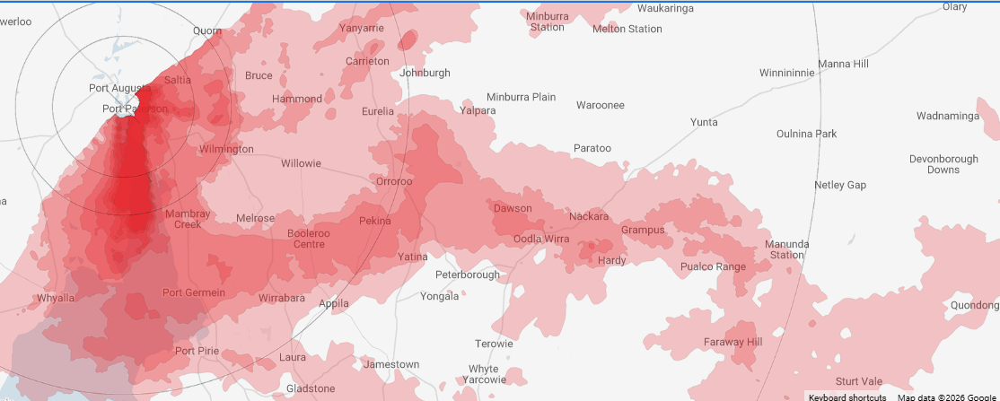 Waukaringa
Olary
werloo
Quorn
Yanyarrie
Minburra
Station
Melton Station
Carrieton
Johnburgh
Manna Hill
Winnininnie
Saltia
Bruce
Port Augusta
Hammond
Minburra Plain
Port Paterson
Eurelia
Yalpara
Waroonee
Wadnaminga
Yunta
Oulnina Park
Wilmington
Paratoo
Willowie
Devonborough
Downs
Orroroo
Netley Gap
Mambray
Creek
Melrose
Pekina
Dawson
Nackara
Booleroo
Centre
Oodla Wirra
Grampus
Manunda
Station
Yatina
Hardy
Pualco Range
Peterborough
Whyalla
Port Germein
Wirrabara
Appila
Yongala
Quondong
Port Pirie
Terowie
Faraway Hill
Laura
Jamestown
Whyte
Yarcowie
Gladstone
Sturt Vale
Keyboard shortcuts
Map data ©2026 Google